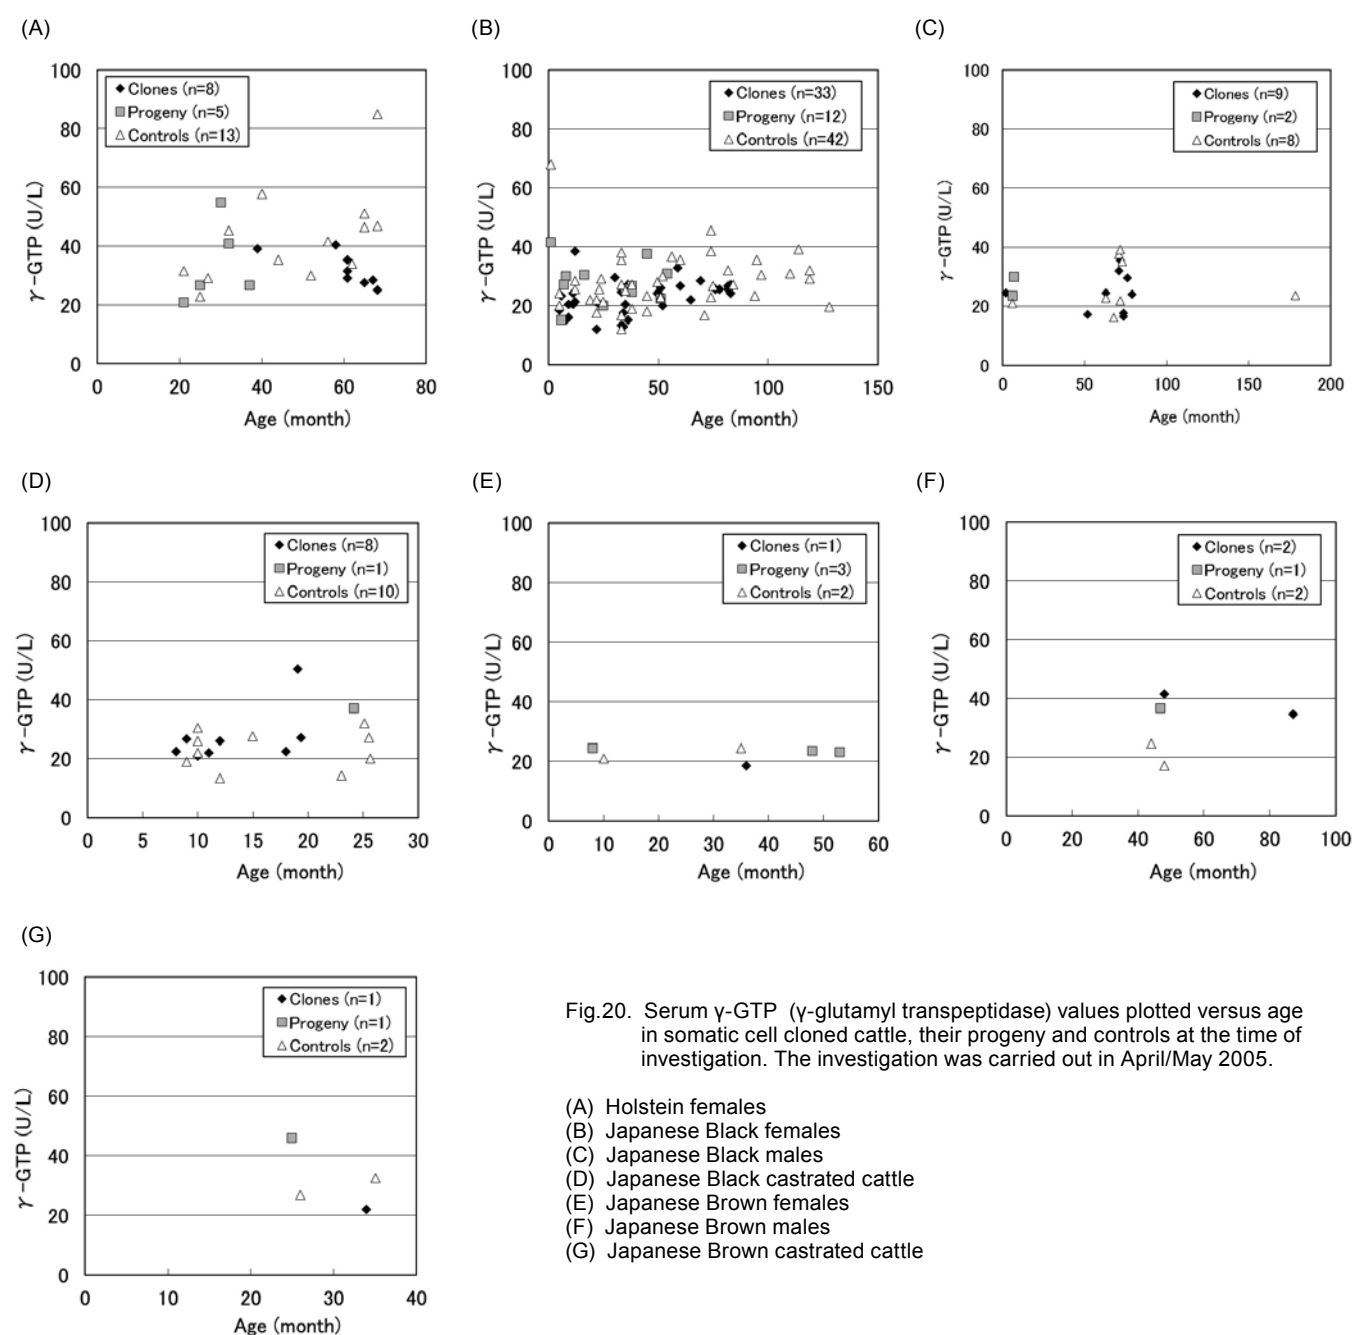 (A)
100
80
60
40
20
0
0 20 40 60 80
γ-GTP (U/L)
Age (month)
Clones (n=8)
Progeny (n=5)
Controls (n=13)
(B)
100
80
60
40
20
0
0 50 100 150
γ-GTP (U/L)
Age (month)
Clones (n=33)
Progeny (n=12)
Controls (n=42)
(C)
100
80
60
40
20
0
0 50 100 150 200
γ-GTP (U/L)
Age (month)
Clones (n=9)
Progeny (n=2)
Controls (n=8)
(D)
100
80
60
40
20
0
0 5 10 15 20 25 30
γ-GTP (U/L)
Age (month)
Clones (n=8)
Progeny (n=1)
Controls (n=10)
(E)
100
80
60
40
20
0
0 10 20 30 40 50 60
γ-GTP (U/L)
Age (month)
Clones (n=1)
Progeny (n=3)
Controls (n=2)
(F)
100
80
60
40
20
0
0 20 40 60 80 100
γ-GTP (U/L)
Age (month)
Clones (n=2)
Progeny (n=1)
Controls (n=2)
(G)
100
80
60
40
20
0
0 10 20 30 40
γ-GTP (U/L)
Age (month)
Clones (n=1)
Progeny (n=1)
Controls (n=2)
Fig.20. Serum γ-GTP (γ-glutamyl transpeptidase) values plotted versus age
in somatic cell cloned cattle, their progeny and controls at the time of
investigation. The investigation was carried out in April/May 2005.
(A) Holstein females
(B) Japanese Black females
(C) Japanese Black males
(D) Japanese Black castrated cattle
(E) Japanese Brown females
(F) Japanese Brown males
(G) Japanese Brown castrated cattle